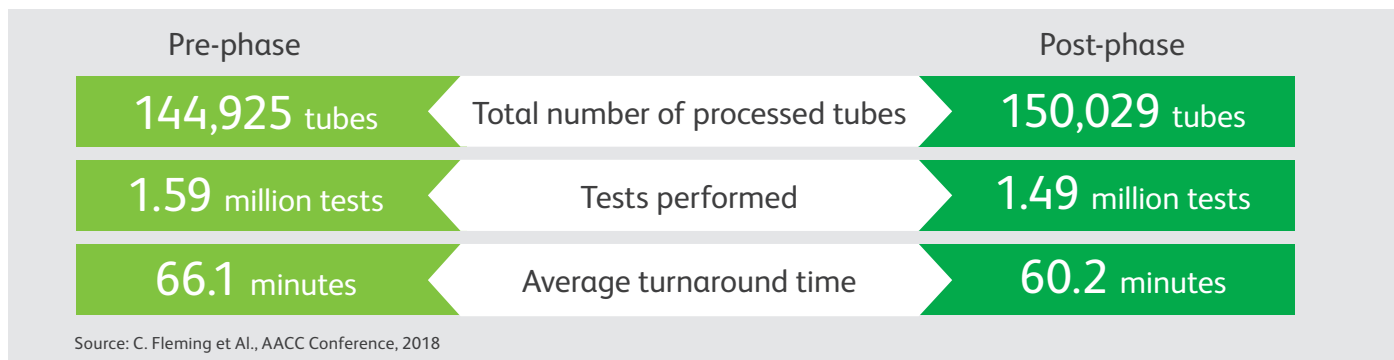 Pre-phase Post-phase
144,925 tubes Total number of processed tubes 150,029 tubes
1.59 million tests Tests performed 1.49 million tests
66.1 minutes Average turnaround time 60.2 minutes
Source: C. Fleming et Al., AACC Conference, 2018